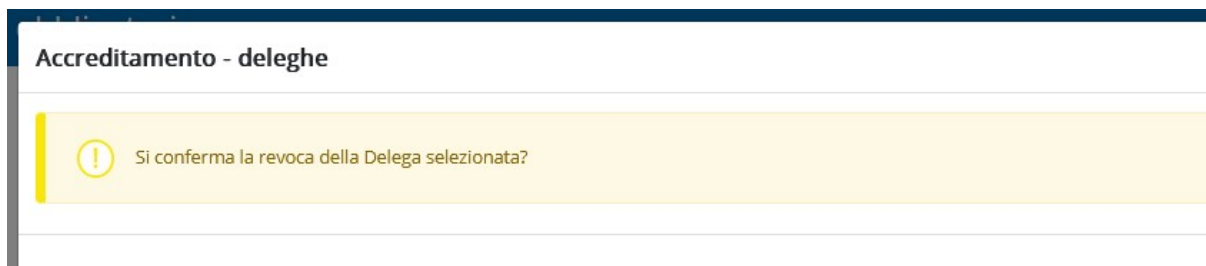 Accreditamento - deleghe
Si conferma la revoca della Delega selezionata?